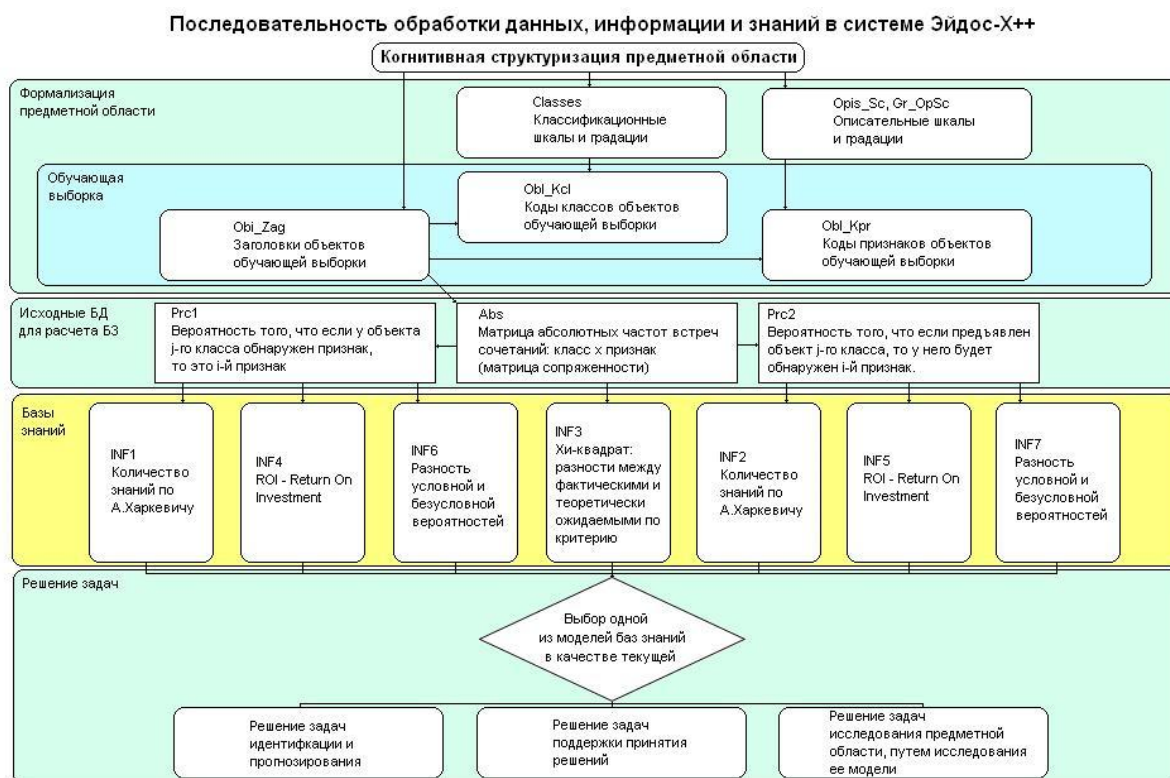 Последовательность обработки данных, информации и знаний в системе Эйдос-Х++
Когнитивная структуризация предметной области
Формализация
предметной области
Classes
Классификационные
шкалы и градации
Opis_Sc, Gr_OpSc
Описательные шкалы
и градации
Обучающая
выборка
Obl_Kcl
Коды классов объектов
обучающей выборки
Obi_Zag
Заголовки объектов
обучающей выборки
Obl_Kpr
Коды признаков объектов
обучающей выборки
Исходные БД
для расчета БЗ
Prc1
Вероятность того, что если у объекта
j-го класса обнаружен признак,
то это i-й признак
Abs
Матрица абсолютных частот встреч
сочетаний: класс х признак
(матрица сопряженности)
Prc2
Вероятность того, что если предъявлен
объект j-го класса, то у него будет
обнаружен i-й признак.
Базы
знаний
INF1
Количество
знаний по
А.Харкевичу
INF4
ROI - Return On
Investment
INF6
Разность
условной и
безусловной
вероятностей
INF3
Хи-квадрат:
разности между
фактическими и
теоретически
ожидаемыми по
критерию
INF2
Количество
знаний по
А.Харкевичу
INF5
ROI - Return On
Investment
INF7
Разность
условной и
безусловной
вероятностей
Решение задач
Выбор одной
из моделей баз знаний
в качестве текущей
Решение задач
идентифкации и
прогнозирования
Решение задач
поддержки принятия
решений
Решение задач
исследования предметной
области, путем исследования
ее модели